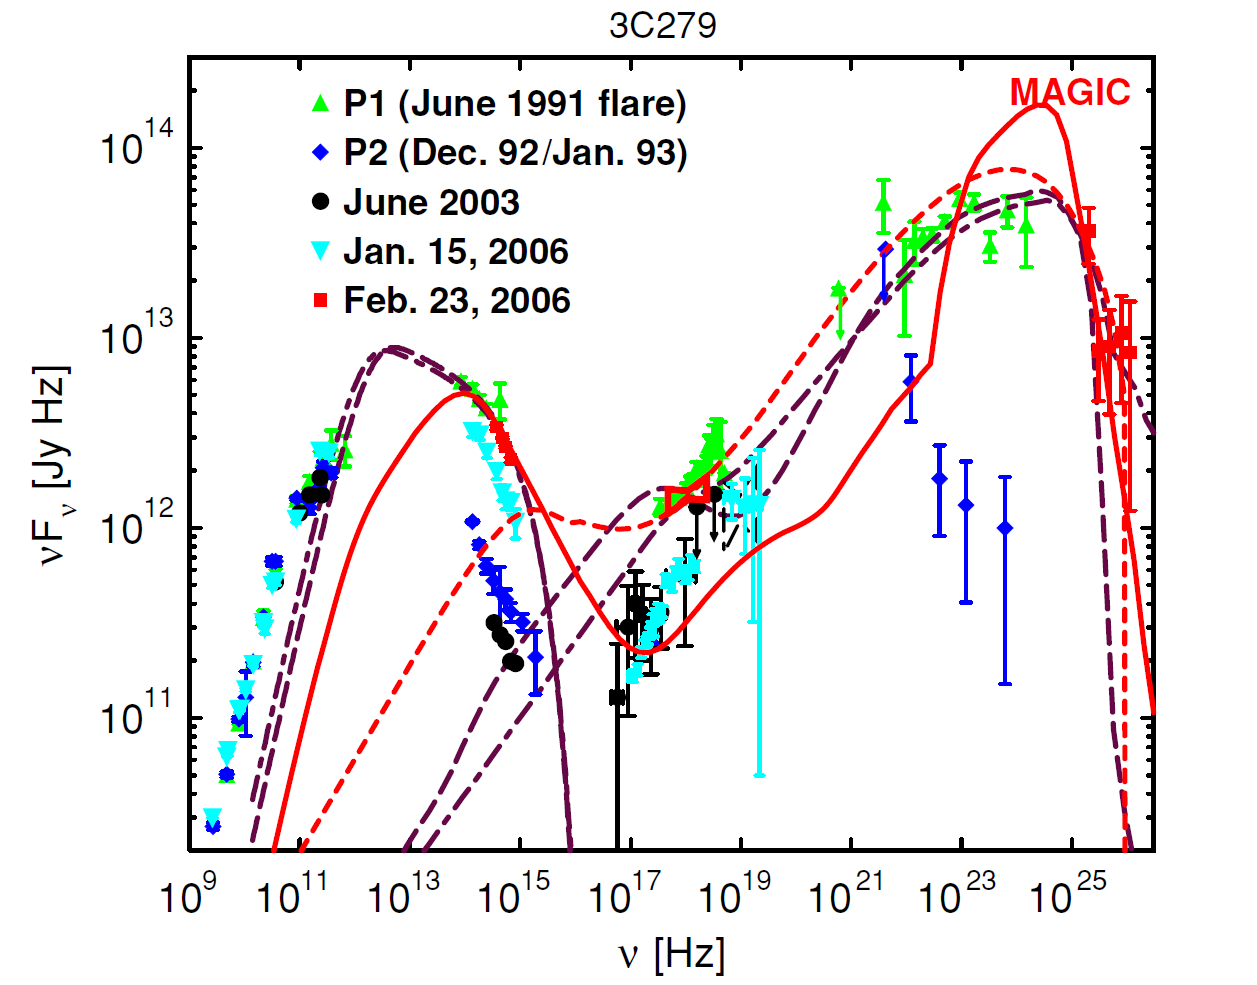 3C279
MAGIC
P1 (June 1991 flare)
P2 (Dec. 92/Jan. 93)
June 2003
Jan. 15, 2006
Feb. 23, 2006
νFν [Jy Hz]
10^14
10^13
10^12
10^11
10^9 10^11 10^13 10^15 10^17 10^19 10^21 10^23 10^25
ν [Hz]